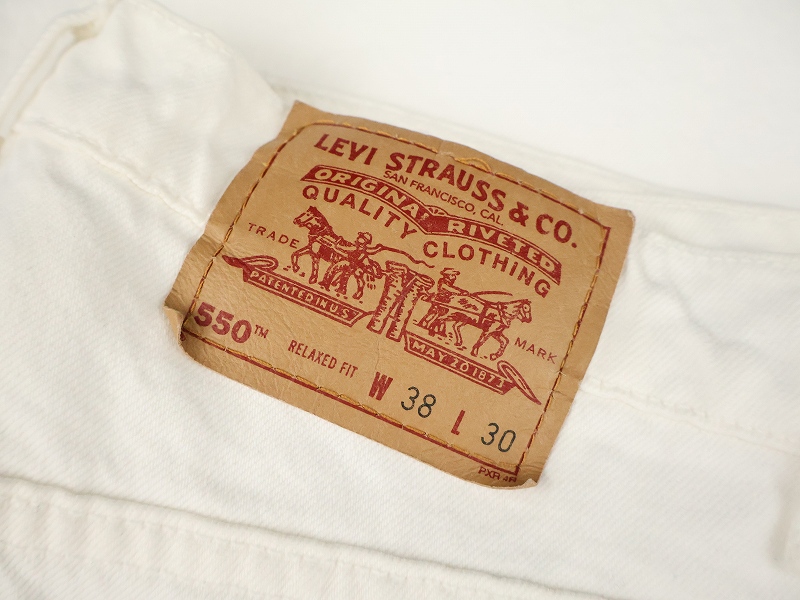 LEVI STRAUSS & CO.
SAN FRANCISCO, CAL.
ORIGINAL RIVETED
QUALITY CLOTHING
TRADE MARK
PATENTED IN U.S.
MAY 20 1873
550™ RELAXED FIT W 38 L 30